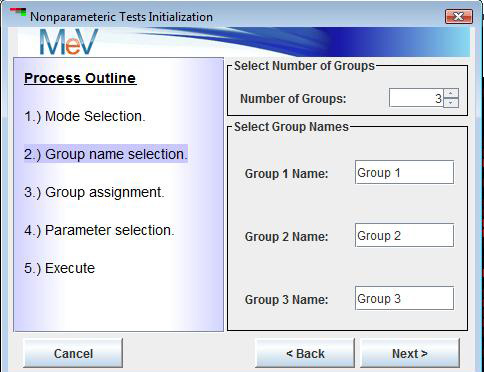 Nonparametric Tests Initialization
MeV
Process Outline
1.) Mode Selection.
2.) Group name selection.
3.) Group assignment.
4.) Parameter selection.
5.) Execute
Select Number of Groups
Number of Groups: 3
Select Group Names
Group 1 Name: Group 1
Group 2 Name: Group 2
Group 3 Name: Group 3
Cancel
< Back
Next >